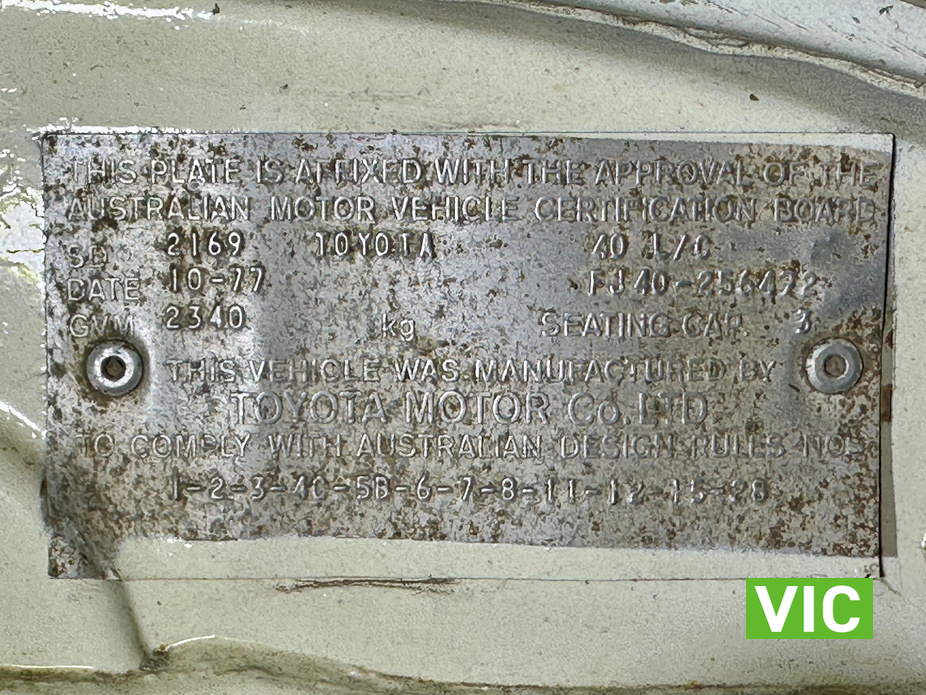 THIS PLATE IS AFFIXED WITH THE APPROVAL OF THE
AUSTRALIAN MOTOR VEHICLE CERTIFICATION BOARD
SD 2169 TOYOTA 40 L/C
DATE 10-77 FJ40-256492
GVM 2340 kg SEATING CAP. 3
THIS VEHICLE WAS MANUFACTURED BY
TOYOTA MOTOR Co. LTD
TO COMPLY WITH AUSTRALIAN DESIGN RULES NOS
1-2-3-4C-5B-6-7-8-11-12-15-28
VIC